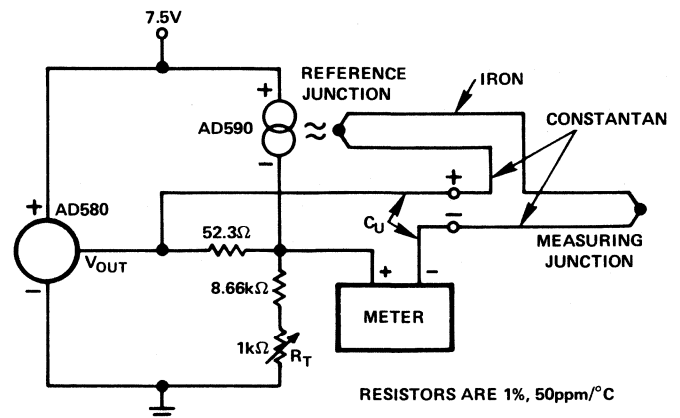 7.5V
REFERENCE
JUNCTION
IRON
CONSTANTAN
+
AD590
≈
−
+
AD580
+
CU
−
52.3Ω
VOUT
MEASURING
JUNCTION
−
8.66kΩ
+ −
METER
1kΩ
RT
RESISTORS ARE 1%, 50ppm/°C